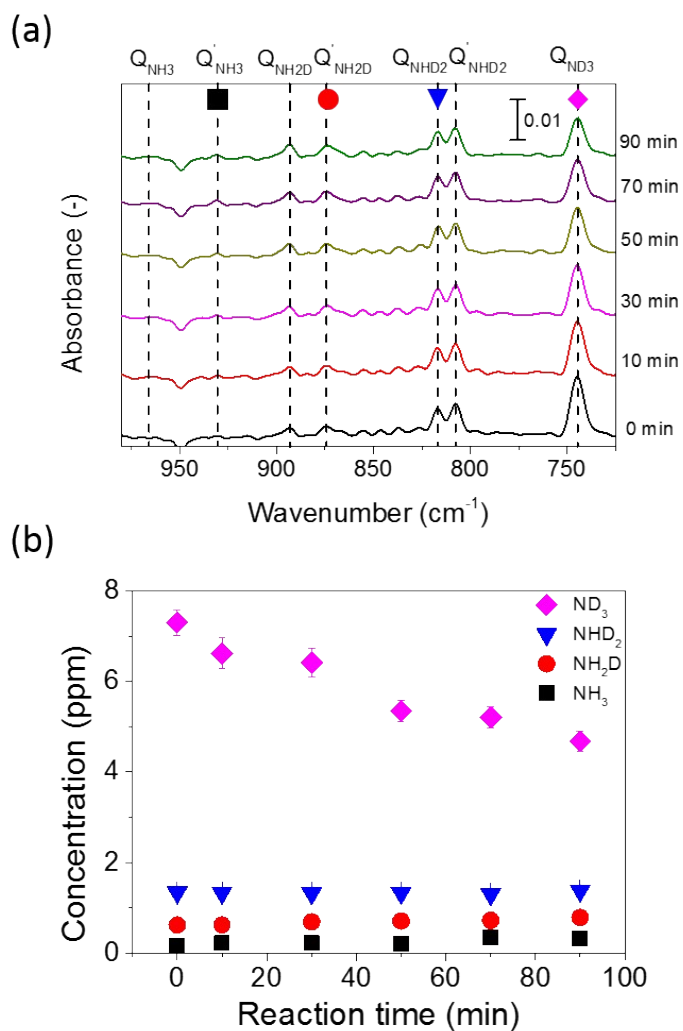 (a)
Q_NH3 Q'_NH3 Q_NH2D Q'_NH2D Q_NHD2 Q'_NHD2 Q_ND3
0.01
90 min
70 min
50 min
30 min
10 min
0 min
Absorbance (-)
950 900 850 800 750
Wavenumber (cm⁻¹)
(b)
8
6
4
2
0
ND₃
NHD₂
NH₂D
NH₃
Concentration (ppm)
0 20 40 60 80 100
Reaction time (min)